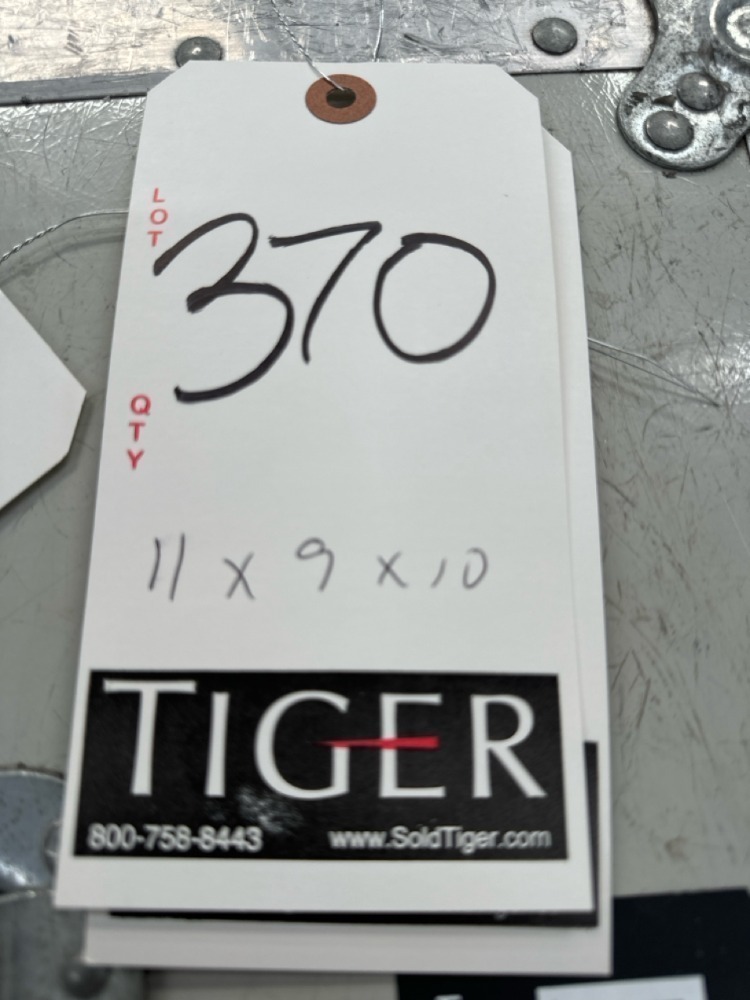 LOT
370
QTY
11 x 9 x 10
TIGER
800-758-8443 www.SoldTiger.com